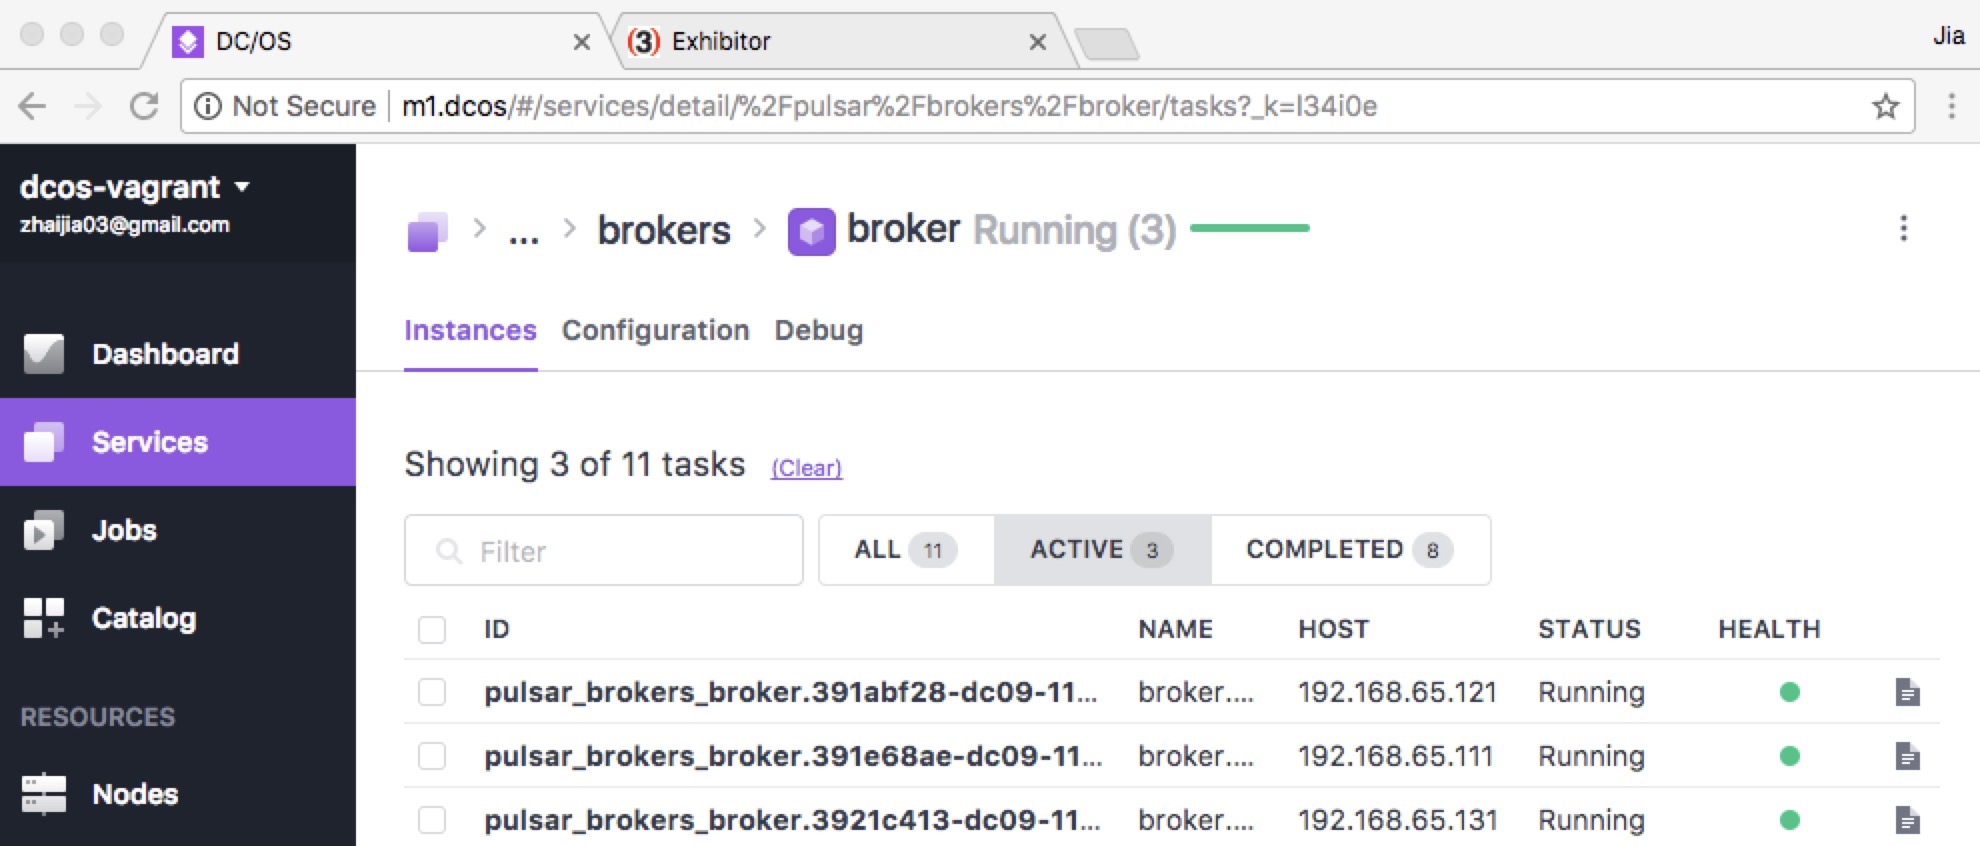 DC/OS
(3) Exhibitor
Jia
Not Secure m1.dcos/#/services/detail/%2Fpulsar%2Fbrokers%2Fbroker/tasks?_k=l34i0e
dcos-vagrant
zhaijia03@gmail.com
... brokers broker Running (3)
Instances Configuration Debug
Dashboard
Services
Jobs
Catalog
RESOURCES
Nodes
Showing 3 of 11 tasks (Clear)
Filter ALL 11 ACTIVE 3 COMPLETED 8
ID NAME HOST STATUS HEALTH
pulsar_brokers_broker.391abf28-dc09-11... broker.... 192.168.65.121 Running
pulsar_brokers_broker.391e68ae-dc09-11... broker.... 192.168.65.111 Running
pulsar_brokers_broker.3921c413-dc09-11... broker.... 192.168.65.131 Running